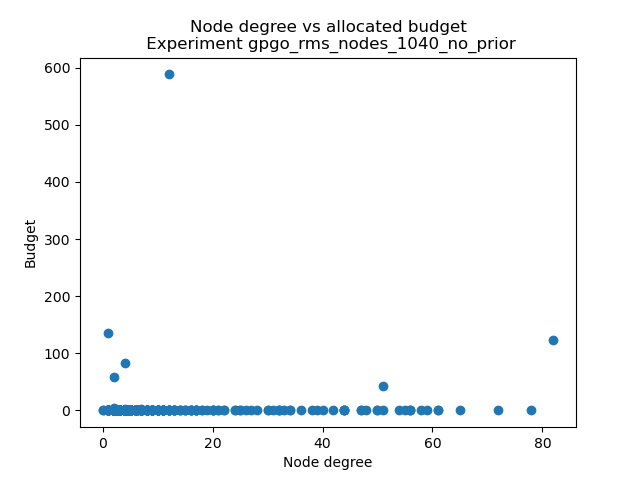 Node degree vs allocated budget
Experiment gpgo_rms_nodes_1040_no_prior
600
500
400
300
200
100
0
Budget
0 20 40 60 80
Node degree